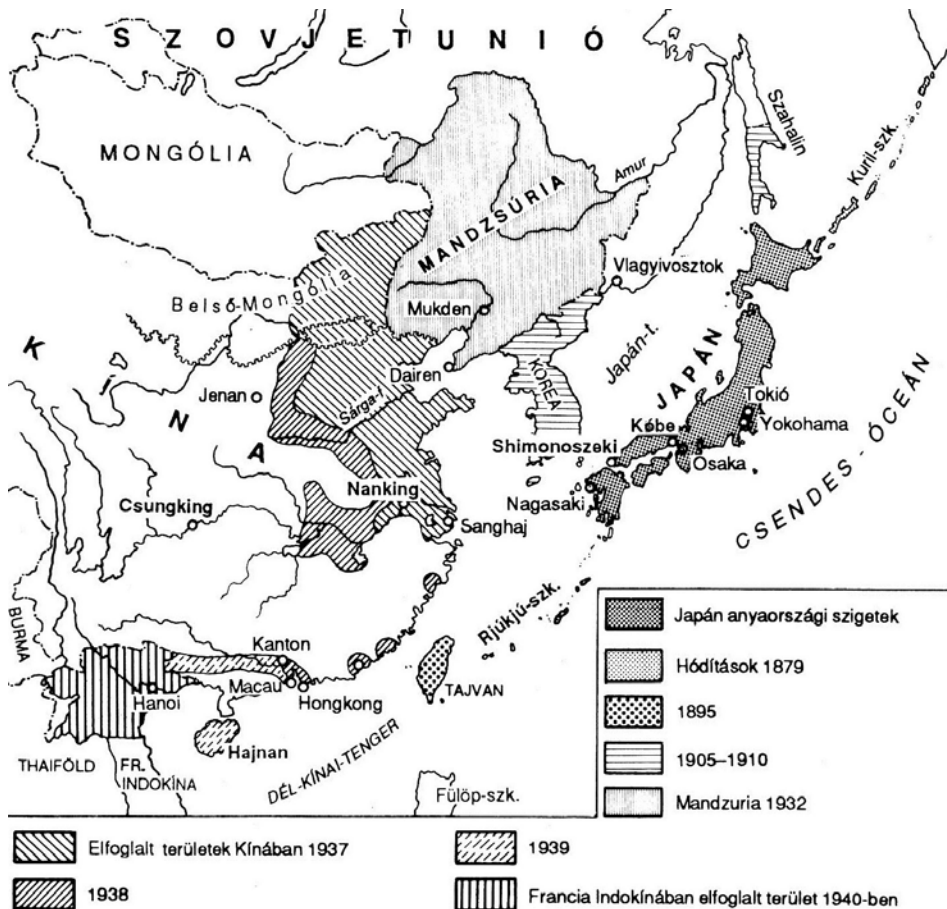 SZOVJETUNIÓ
MONGÓLIA
Szahalin
Kuril-szk.
Amur
MANDZSÚRIA
Vlagyivosztok
Belső-Mongólia
Mukden
KÍNA
Japán-t.
JAPÁN
Dairen
KOREA
Jenan
Sárga-f.
Tokió
Yokohama
Kóbe
Shimonoszeki
Osaka
CSENDES-ÓCEÁN
Nanking
Nagasaki
Csungking
Sanghaj
Rjúkjú-szk.
BURMA
Kanton
Macau
Hongkong
TAJVAN
Hanoi
Hajnan
THAIFÖLD
FR.
INDOKÍNA
DÉL-KÍNAI-TENGER
Fülöp-szk.
Japán anyaországi szigetek
Hódítások 1879
1895
1905–1910
Mandzuria 1932
Elfoglalt területek Kínában 1937
1939
1938
Francia Indokínában elfoglalt terület 1940-ben